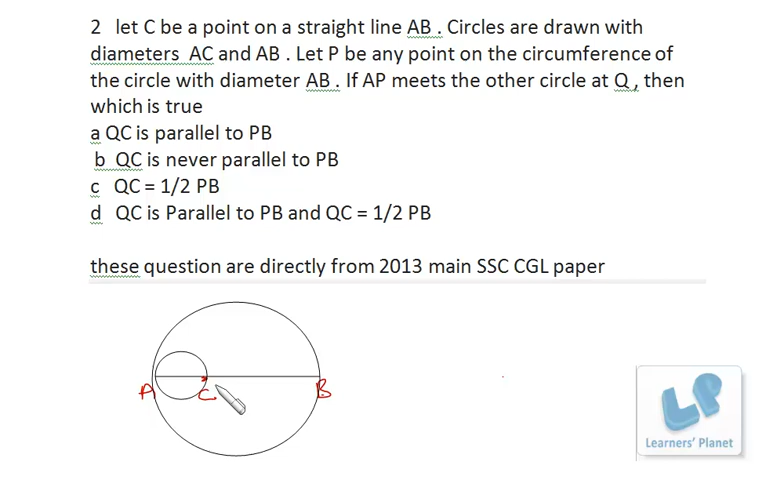 2 let C be a point on a straight line AB . Circles are drawn with
diameters AC and AB . Let P be any point on the circumference of
the circle with diameter AB . If AP meets the other circle at Q , then
which is true
a QC is parallel to PB
b QC is never parallel to PB
c QC = 1/2 PB
d QC is Parallel to PB and QC = 1/2 PB
these question are directly from 2013 main SSC CGL paper
A C B
LP
Learners' Planet